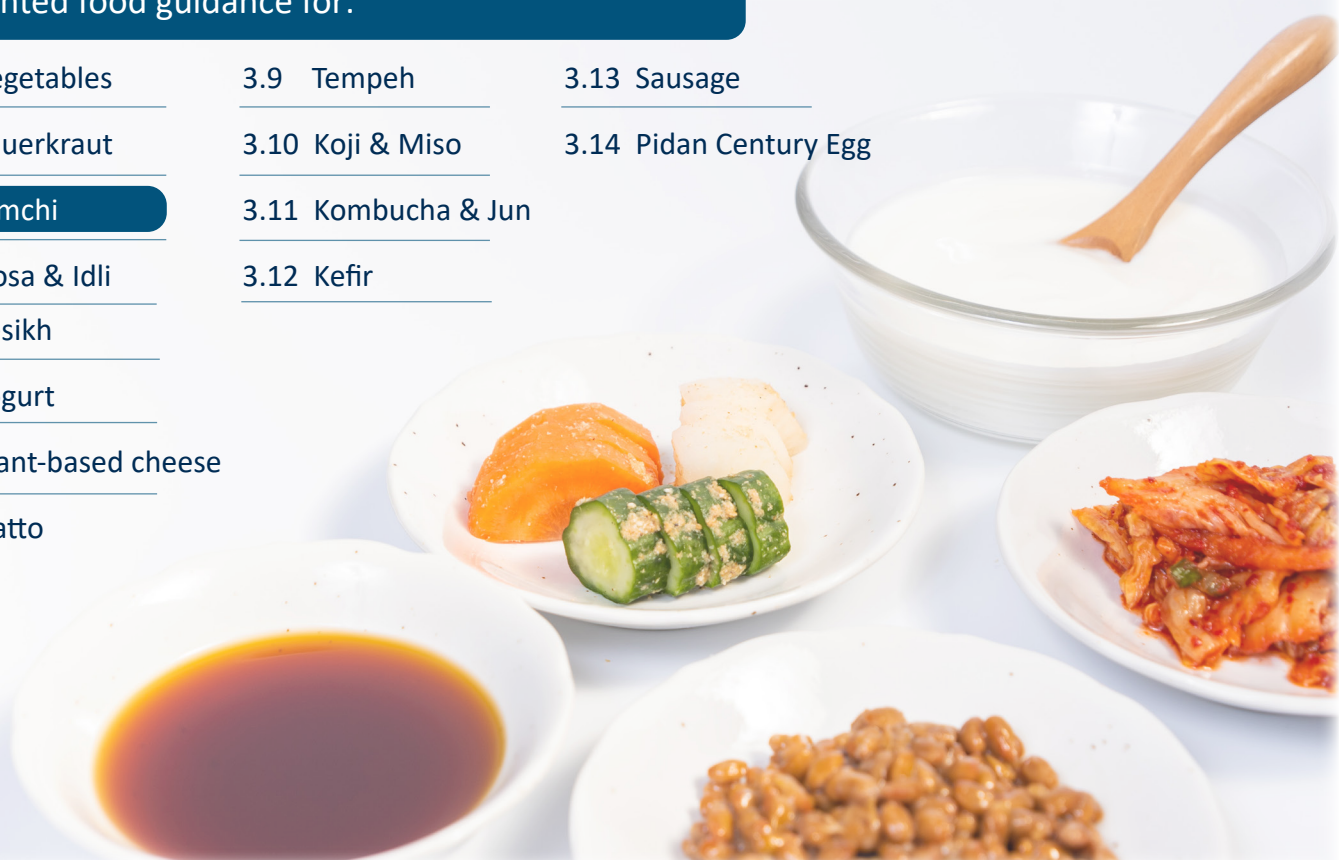 nted food guidance for:
egetables
uerkraut
mchi
osa & Idli
sikh
gurt
ant-based cheese
atto
3.9 Tempeh
3.10 Koji & Miso
3.11 Kombucha & Jun
3.12 Kefir
3.13 Sausage
3.14 Pidan Century Egg